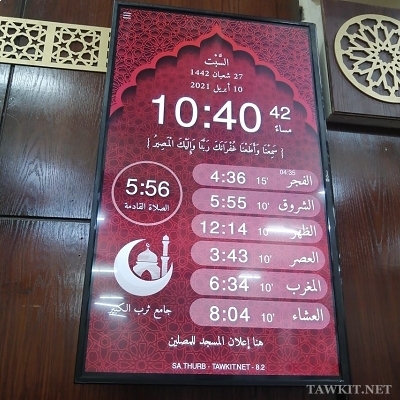 السَّبْت
27 شعبان 1442
10 أبريل 2021
10:40 42
مساءً
{ سَمِعْنَا وَأَطَعْنَا غُفْرَانَكَ رَبَّنَا وَإِلَيْكَ الْمَصِيرُ }
04:35
الفجر 15' 4:36
الشروق 10' 5:55
الظهر 10' 12:14
العصر 10' 3:43
المغرب 10' 6:34
العشاء 10' 8:04
5:56
الصلاة القادمة
جامع ثرب الكبير
هنا إعلان المسجد للمصلين
SA.THURB - TAWKIT.NET - 8.2
TAWKIT.NET